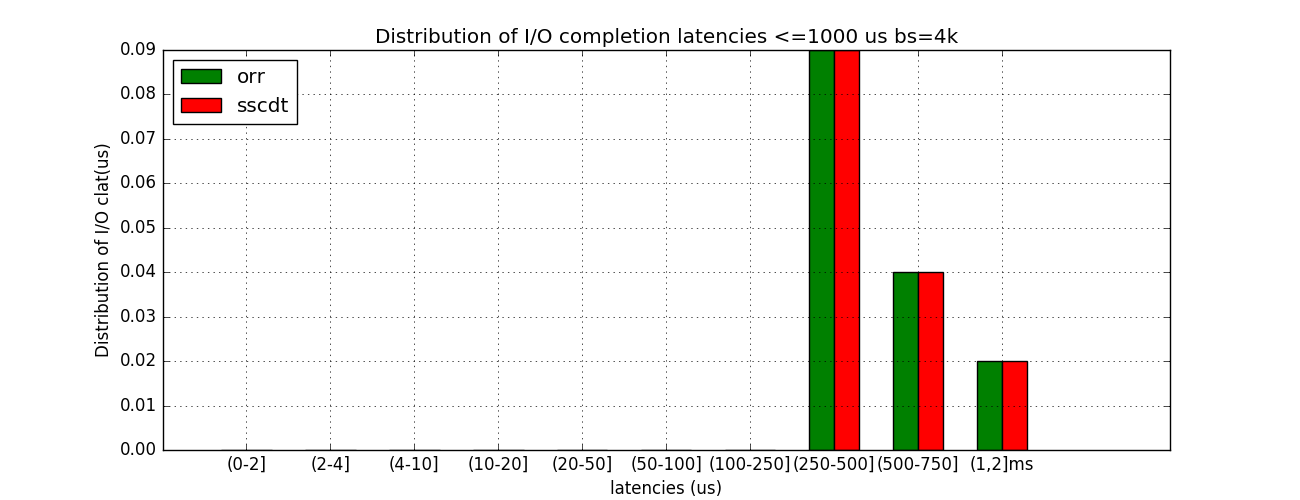 Distribution of I/O completion latencies <=1000 us bs=4k
orr
sscdt
Distribution of I/O clat(us)
0.09
0.08
0.07
0.06
0.05
0.04
0.03
0.02
0.01
0.00
(0-2] (2-4] (4-10] (10-20] (20-50] (50-100] (100-250] (250-500] (500-750] (1,2]ms
latencies (us)